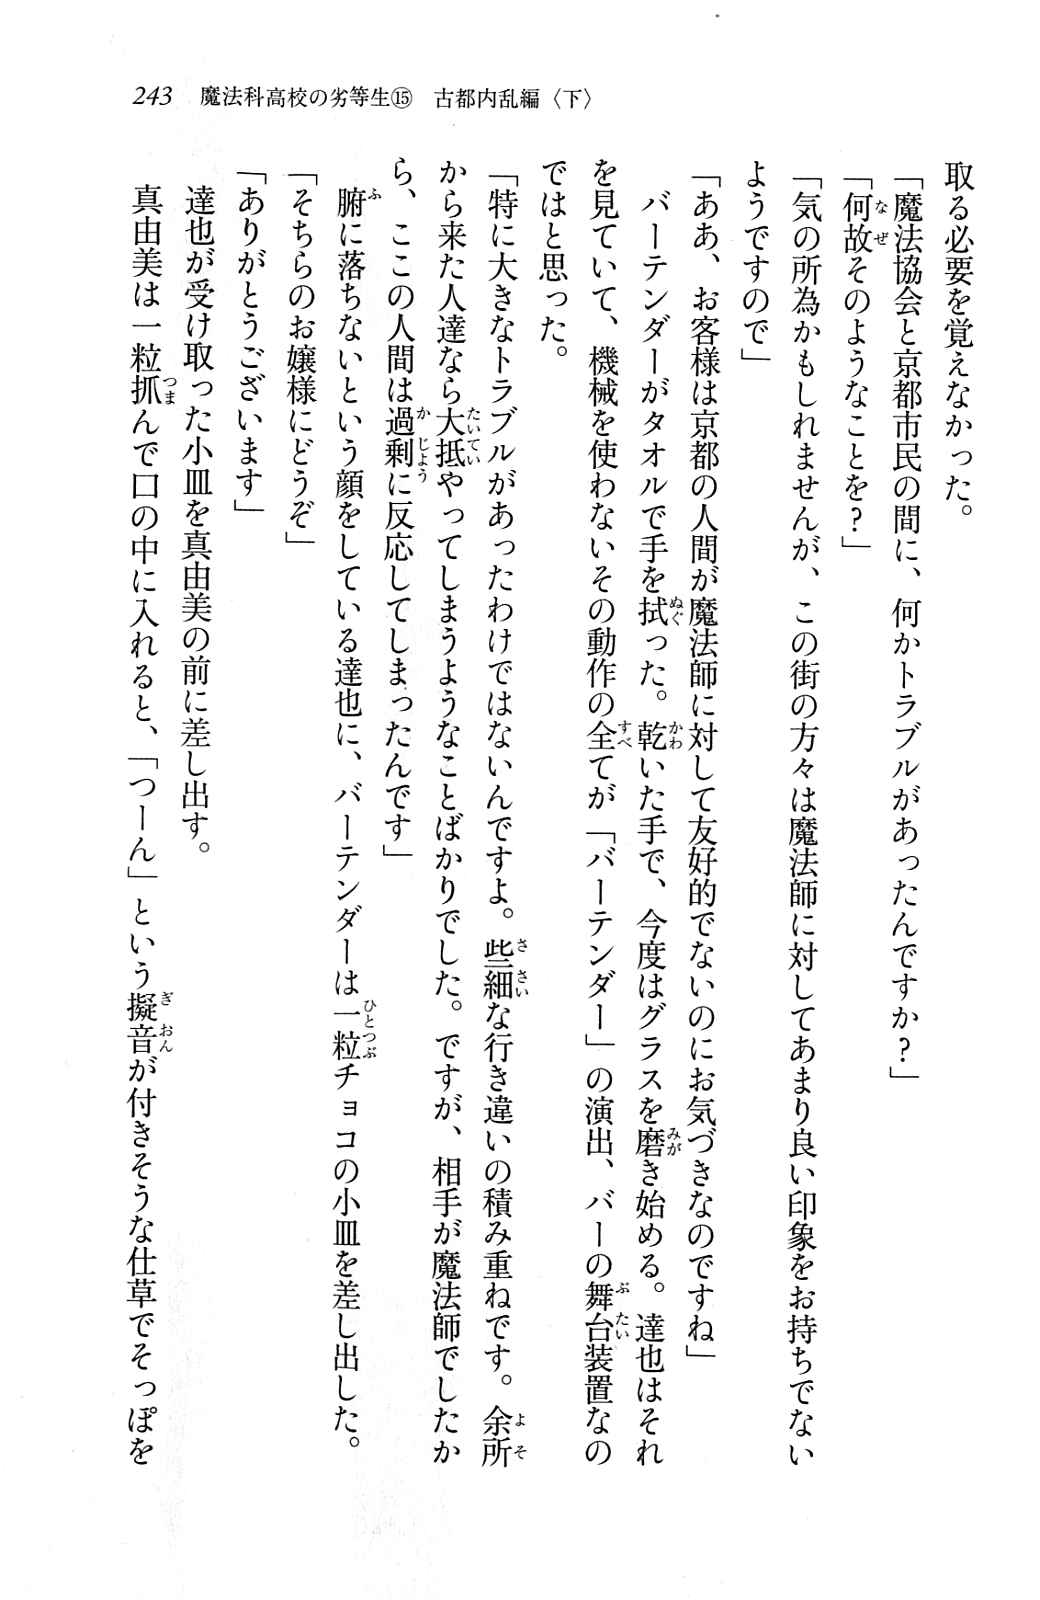 243　魔法科高校の劣等生⑮　古都内乱編〈下〉
取る必要を覚えなかった。
「魔法協会と京都市民の間に、何かトラブルがあったんですか？」
「何故そのようなことを？」
「気の所為かもしれませんが、この街の方々は魔法師に対してあまり良い印象をお持ちでない
ようですので」
「ああ、お客様は京都の人間が魔法師に対して友好的でないのにお気づきなのですね」
　バーテンダーがタオルで手を拭った。乾いた手で、今度はグラスを磨き始める。達也はそれ
を見ていて、機械を使わないその動作の全てが「バーテンダー」の演出、バーの舞台装置なの
ではと思った。
「特に大きなトラブルがあったわけではないんですよ。些細な行き違いの積み重ねです。余所
から来た人達なら大抵やってしまうようなことばかりでした。ですが、相手が魔法師でしたか
ら、ここの人間は過剰に反応してしまったんです」
　腑に落ちないという顔をしている達也に、バーテンダーは一粒チョコの小皿を差し出した。
「そちらのお嬢様にどうぞ」
「ありがとうございます」
　達也が受け取った小皿を真由美の前に差し出す。
　真由美は一粒抓んで口の中に入れると、「つーん」という擬音が付きそうな仕草でそっぽを